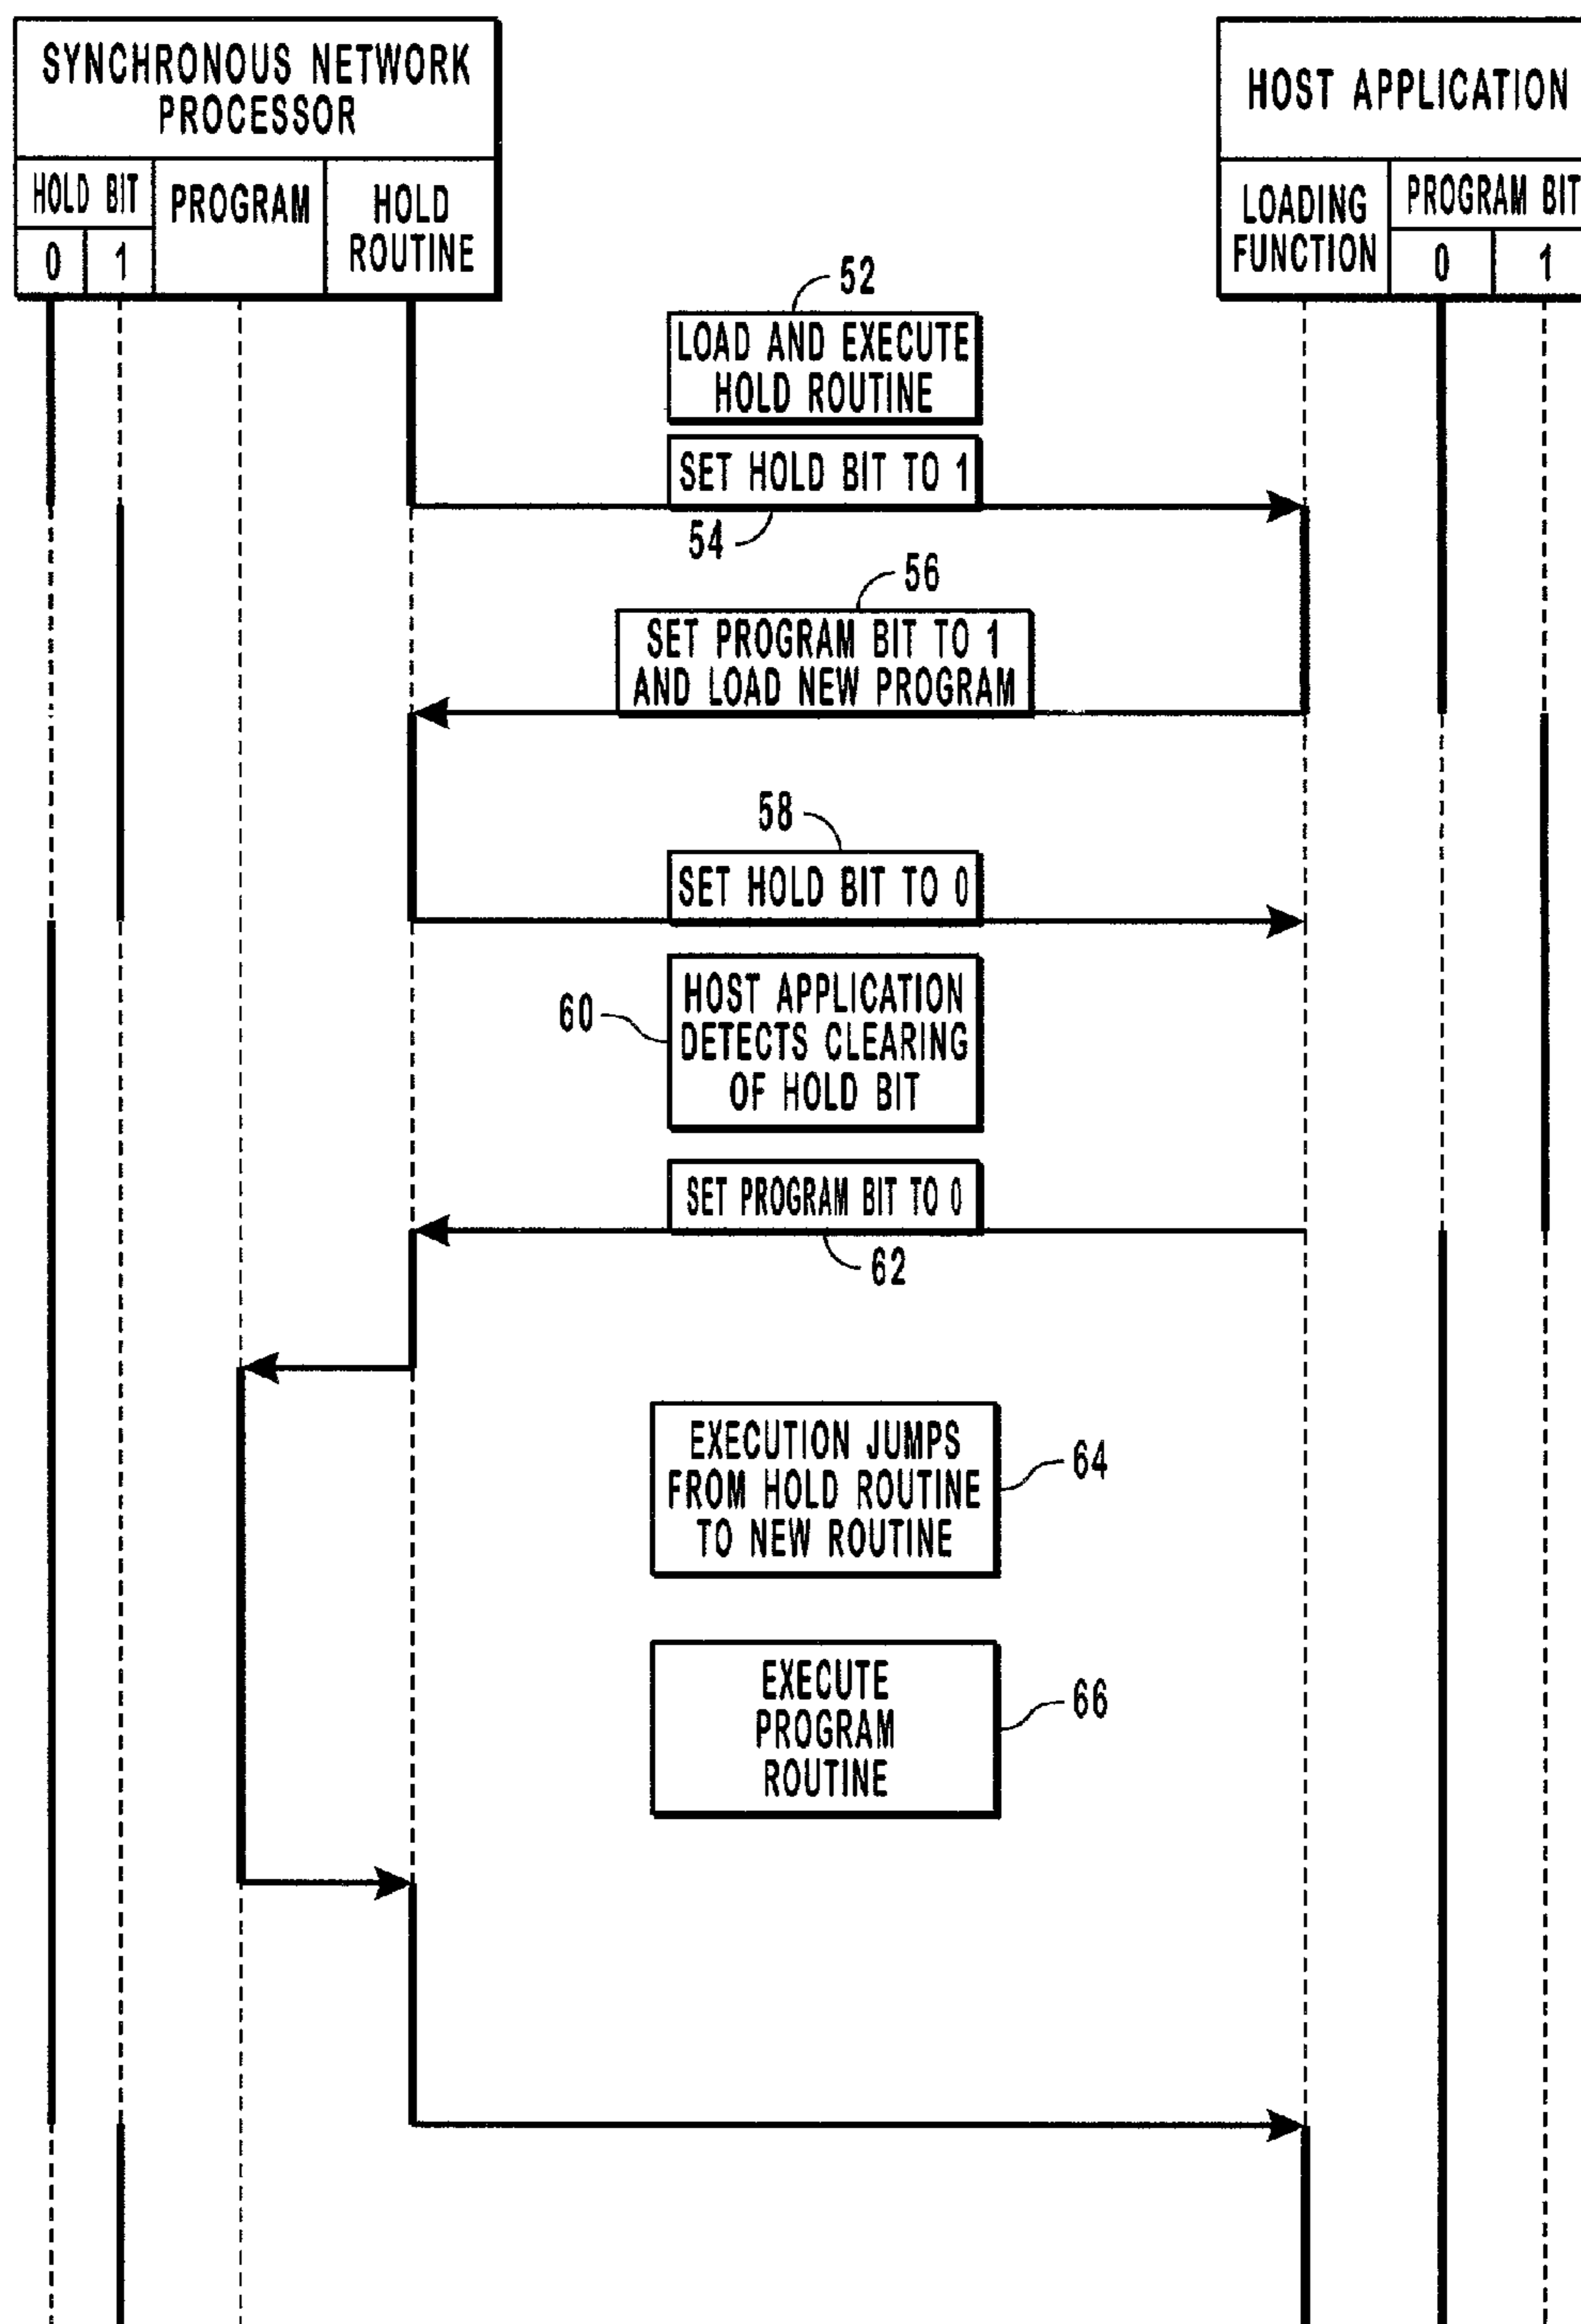 SYNCHRONOUS NETWORK
PROCESSOR
HOLD BIT
PROGRAM
HOLD
ROUTINE
0
1
HOST APPLICATION
LOADING
FUNCTION
PROGRAM BIT
0
1
52
LOAD AND EXECUTE
HOLD ROUTINE
SET HOLD BIT TO 1
54
56
SET PROGRAM BIT TO 1
AND LOAD NEW PROGRAM
58
SET HOLD BIT TO 0
60
HOST APPLICATION
DETECTS CLEARING
OF HOLD BIT
SET PROGRAM BIT TO 0
62
EXECUTION JUMPS
FROM HOLD ROUTINE
TO NEW ROUTINE
64
EXECUTE
PROGRAM
ROUTINE
66